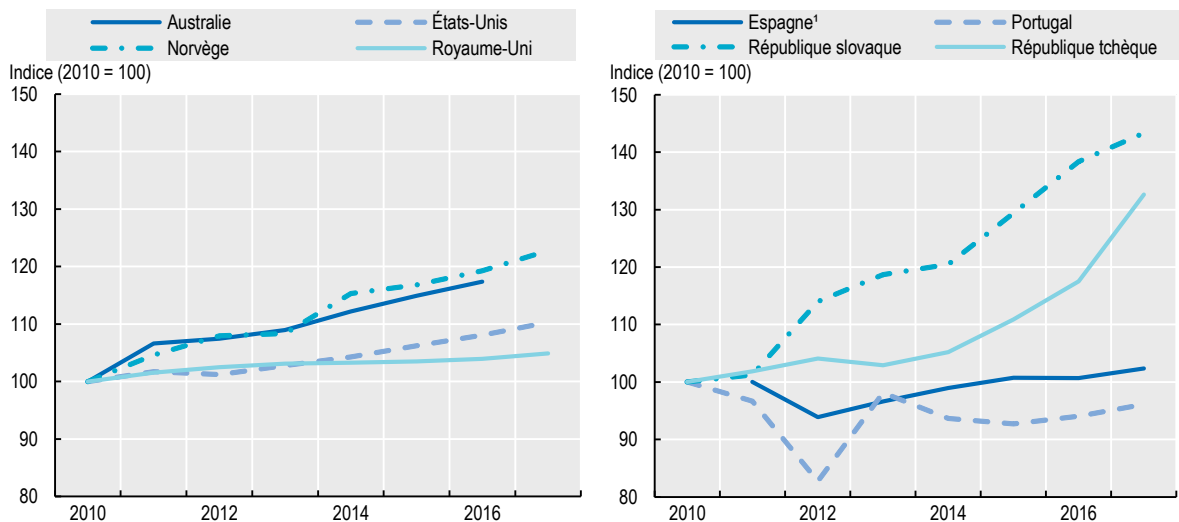 Australie
États-Unis
Norvège
Royaume-Uni
Indice (2010 = 100)
150
140
130
120
110
100
90
80
2010
2012
2014
2016
Espagne¹
Portugal
République slovaque
République tchèque
Indice (2010 = 100)
150
140
130
120
110
100
90
80
2010
2012
2014
2016